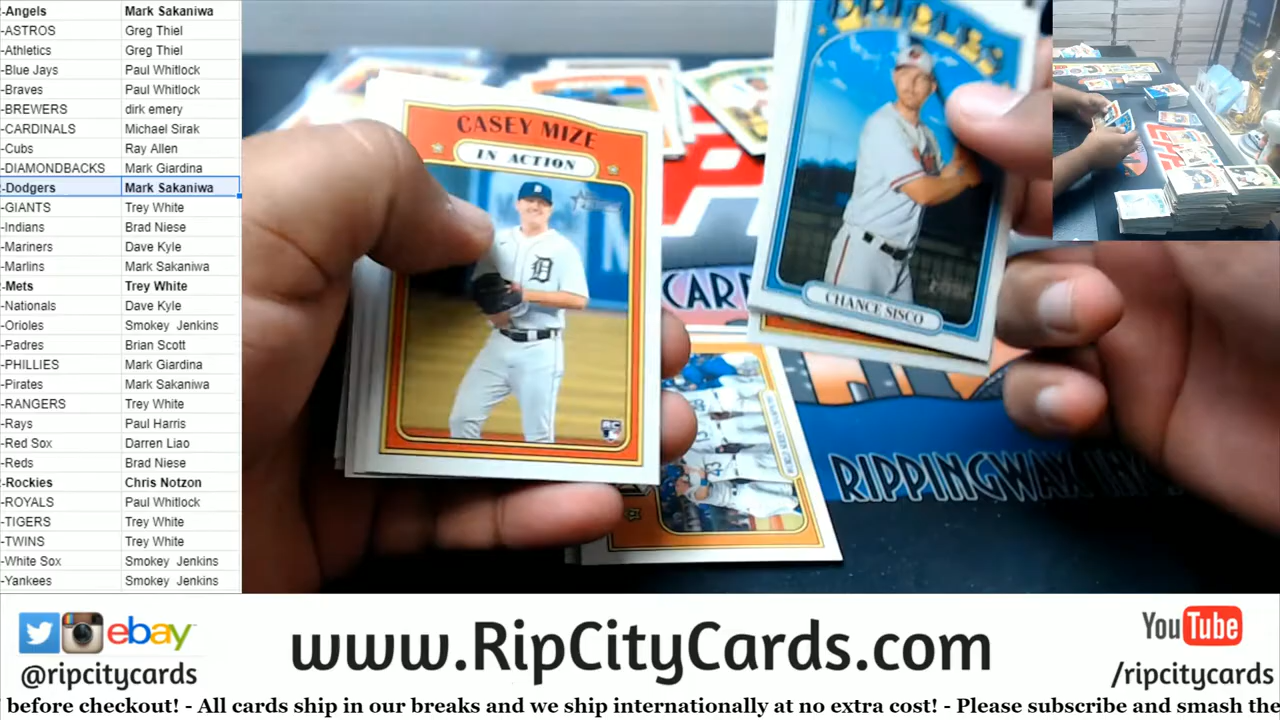 -Angels Mark Sakaniwa
-ASTROS Greg Thiel
-Athletics Greg Thiel
-Blue Jays Paul Whitlock
-Braves Paul Whitlock
-BREWERS dirk emery
-CARDINALS Michael Sirak
-Cubs Ray Allen
-DIAMONDBACKS Mark Giardina
-Dodgers Mark Sakaniwa
-GIANTS Trey White
-Indians Brad Niese
-Mariners Dave Kyle
-Marlins Mark Sakaniwa
-Mets Trey White
-Nationals Dave Kyle
-Orioles Smokey Jenkins
-Padres Brian Scott
-PHILLIES Mark Giardina
-Pirates Mark Sakaniwa
-RANGERS Trey White
-Rays Paul Harris
-Red Sox Darren Liao
-Reds Brad Niese
-Rockies Chris Notzon
-ROYALS Paul Whitlock
-TIGERS Trey White
-TWINS Trey White
-White Sox Smokey Jenkins
-Yankees Smokey Jenkins
CASEY MIZE
IN ACTION
D
RC
ORIOLES
CHANCE SISCO
CARD
RIPPINGWAX
ebay
@ripcitycards
www.RipCityCards.com
YouTube
/ripcitycards
before checkout! - All cards ship in our breaks and we ship internationally at no extra cost! - Please subscribe and smash the